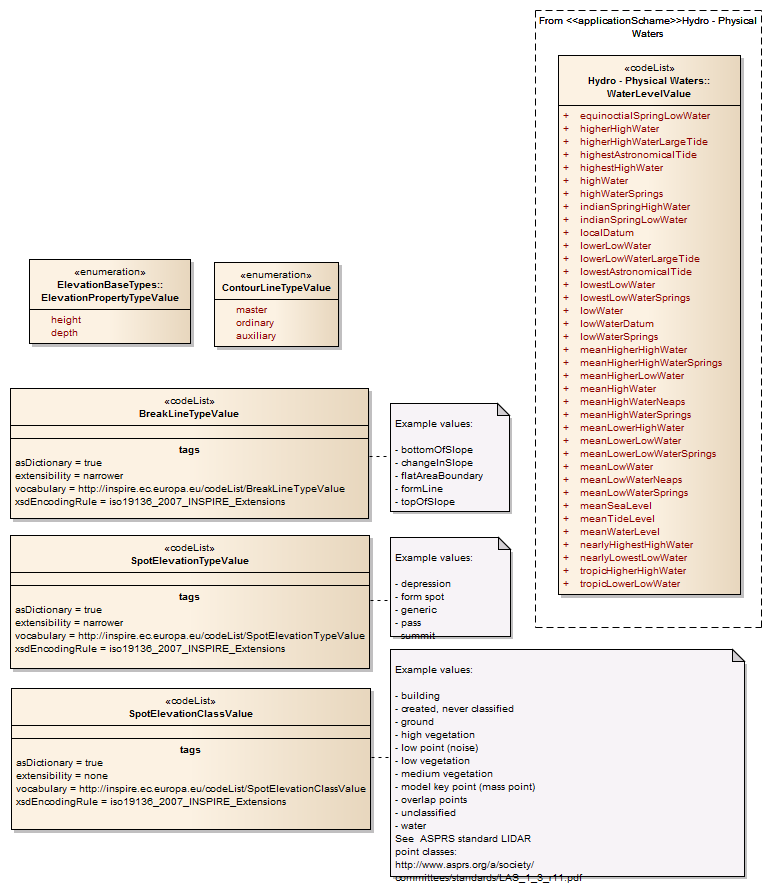 From <<applicationSchame>>Hydro - Physical
Waters
«codeList»
Hydro - Physical Waters::
WaterLevelValue
+ equinoctialSpringLowWater
+ higherHighWater
+ higherHighWaterLargeTide
+ highestAstronomicalTide
+ highestHighWater
+ highWater
+ highWaterSprings
+ indianSpringHighWater
+ indianSpringLowWater
+ localDatum
+ lowerLowWater
+ lowerLowWaterLargeTide
+ lowestAstronomicalTide
+ lowestLowWater
+ lowestLowWaterSprings
+ lowWater
+ lowWaterDatum
+ lowWaterSprings
+ meanHigherHighWater
+ meanHigherHighWaterSprings
+ meanHigherLowWater
+ meanHighWater
+ meanHighWaterNeaps
+ meanHighWaterSprings
+ meanLowerHighWater
+ meanLowerLowWater
+ meanLowerLowWaterSprings
+ meanLowWater
+ meanLowWaterNeaps
+ meanLowWaterSprings
+ meanSeaLevel
+ meanTideLevel
+ meanWaterLevel
+ nearlyHighestHighWater
+ nearlyLowestLowWater
+ tropicHigherHighWater
+ tropicLowerLowWater
«enumeration»
ElevationBaseTypes::
ElevationPropertyTypeValue
height
depth
«enumeration»
ContourLineTypeValue
master
ordinary
auxiliary
«codeList»
BreakLineTypeValue
tags
asDictionary = true
extensibility = narrower
vocabulary = http://inspire.ec.europa.eu/codeList/BreakLineTypeValue
xsdEncodingRule = iso19136_2007_INSPIRE_Extensions
Example values:
- bottomOfSlope
- changeInSlope
- flatAreaBoundary
- formLine
- topOfSlope
«codeList»
SpotElevationTypeValue
tags
asDictionary = true
extensibility = narrower
vocabulary = http://inspire.ec.europa.eu/codeList/SpotElevationTypeValue
xsdEncodingRule = iso19136_2007_INSPIRE_Extensions
Example values:
- depression
- form spot
- generic
- pass
- summit
«codeList»
SpotElevationClassValue
tags
asDictionary = true
extensibility = none
vocabulary = http://inspire.ec.europa.eu/codeList/SpotElevationClassValue
xsdEncodingRule = iso19136_2007_INSPIRE_Extensions
Example values:
- building
- created, never classified
- ground
- high vegetation
- low point (noise)
- low vegetation
- medium vegetation
- model key point (mass point)
- overlap points
- unclassified
- water
See ASPRS standard LIDAR
point classes:
http://www.asprs.org/a/society/
committees/standards/LAS_1_3_r11.pdf